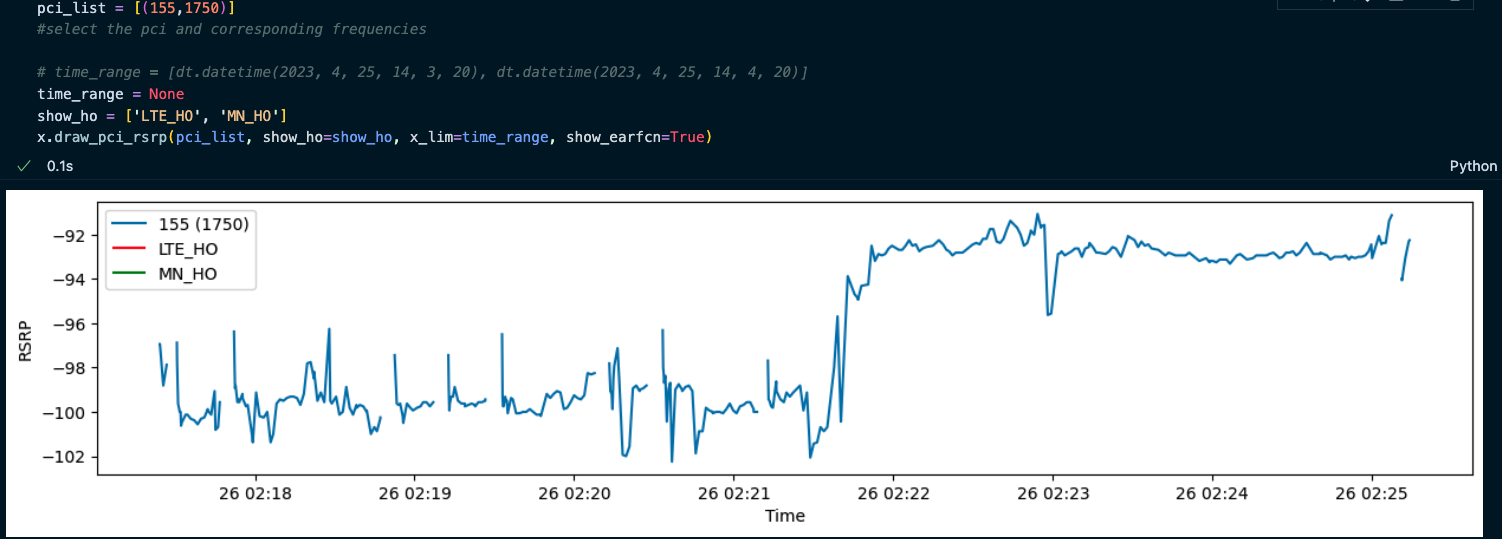 pci_list = [(155,1750)]
#select the pci and corresponding frequencies
# time_range = [dt.datetime(2023, 4, 25, 14, 3, 20), dt.datetime(2023, 4, 25, 14, 4, 20)]
time_range = None
show_ho = ['LTE_HO', 'MN_HO']
x.draw_pci_rsrp(pci_list, show_ho=show_ho, x_lim=time_range, show_earfcn=True)
0.1s
Python
155 (1750)
LTE_HO
MN_HO
RSRP
−92
−94
−96
−98
−100
−102
26 02:18 26 02:19 26 02:20 26 02:21 26 02:22 26 02:23 26 02:24 26 02:25
Time